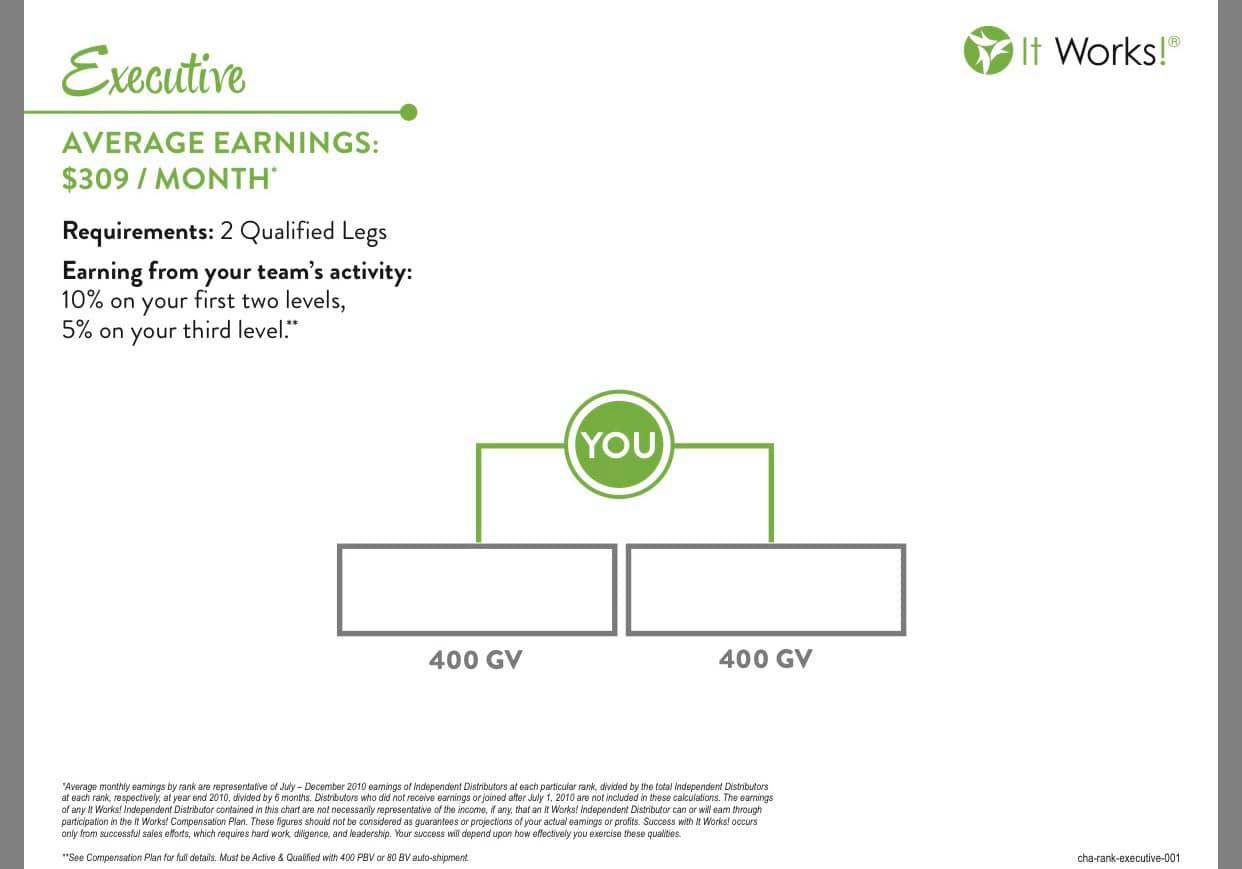 Executive
It Works!®
AVERAGE EARNINGS:
$309 / MONTH*
Requirements: 2 Qualified Legs
Earning from your team's activity:
10% on your first two levels,
5% on your third level.**
YOU
400 GV
400 GV
*Average monthly earnings by rank are representative of July – December 2010 earnings of Independent Distributors at each particular rank, divided by the total Independent Distributors
at each rank, respectively, at year end 2010, divided by 6 months. Distributors who did not receive earnings or joined after July 1, 2010 are not included in these calculations. The earnings
of any It Works! Independent Distributor contained in this chart are not necessarily representative of the income, if any, that an It Works! Independent Distributor can or will earn through
participation in the It Works! Compensation Plan. These figures should not be considered as guarantees or projections of your actual earnings or profits. Success with It Works! occurs
only from successful sales efforts, which requires hard work, diligence, and leadership. Your success will depend upon how effectively you exercise these qualities.
**See Compensation Plan for full details. Must be Active & Qualified with 400 PBV or 80 BV auto-shipment.
cha-rank-executive-001